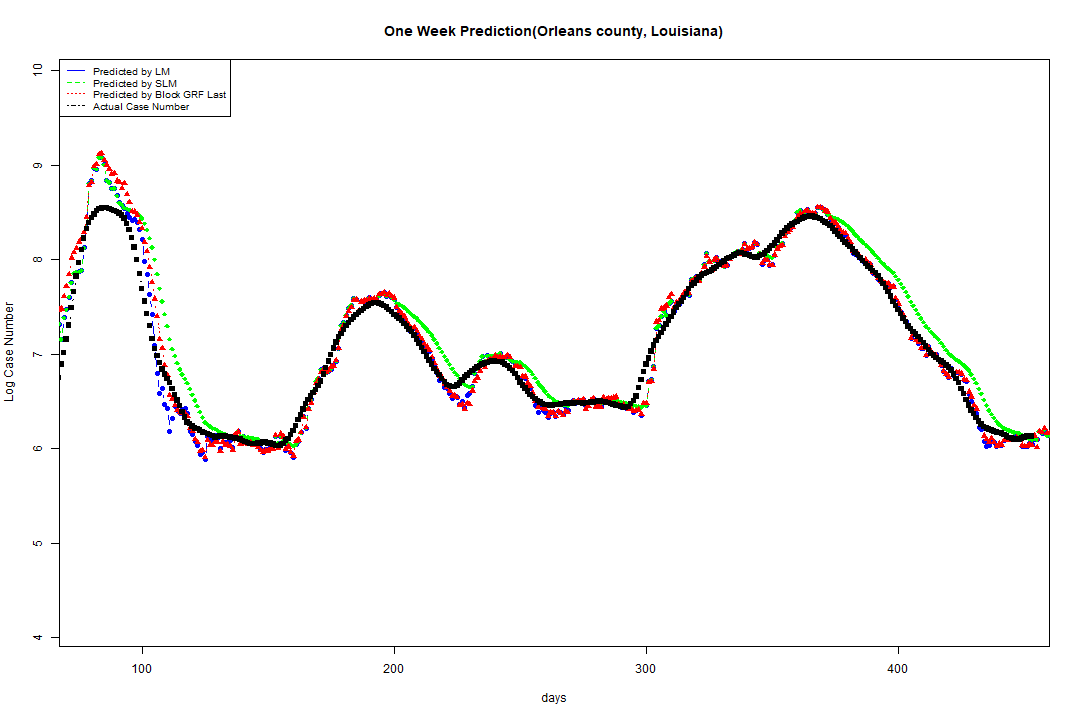 One Week Prediction(Orleans county, Louisiana)
Predicted by LM
Predicted by SLM
Predicted by Block GRF Last
Actual Case Number
10
9
8
7
6
5
4
Log Case Number
100 200 300 400
days